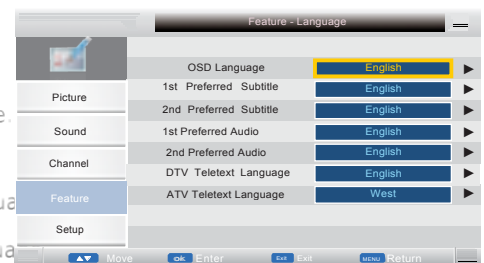 Feature - Language
OSD Language English
1st Preferred Subtitle English
2nd Preferred Subtitle English
1st Preferred Audio English
2nd Preferred Audio English
DTV Teletext Language English
ATV Teletext Language West
Picture
Sound
Channel
Feature
Setup
Move ok Enter Exit Exit MENU Return